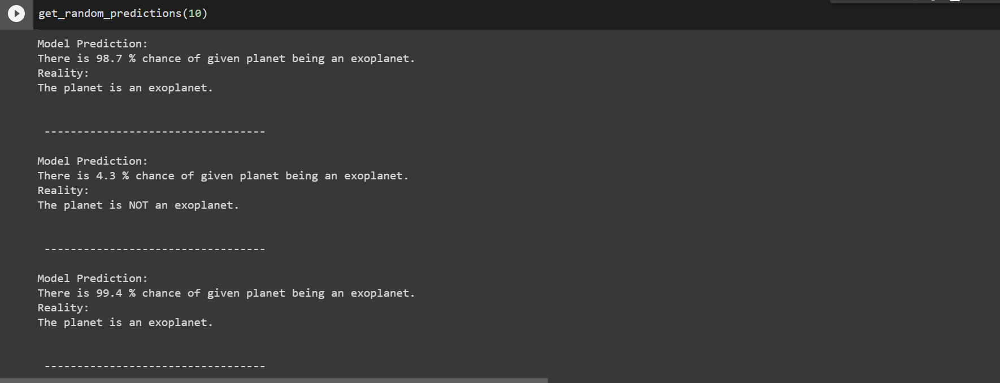 get_random_predictions(10)
Model Prediction:
There is 98.7 % chance of given planet being an exoplanet.
Reality:
The planet is an exoplanet.
----------------------------------
Model Prediction:
There is 4.3 % chance of given planet being an exoplanet.
Reality:
The planet is NOT an exoplanet.
----------------------------------
Model Prediction:
There is 99.4 % chance of given planet being an exoplanet.
Reality:
The planet is an exoplanet.
----------------------------------